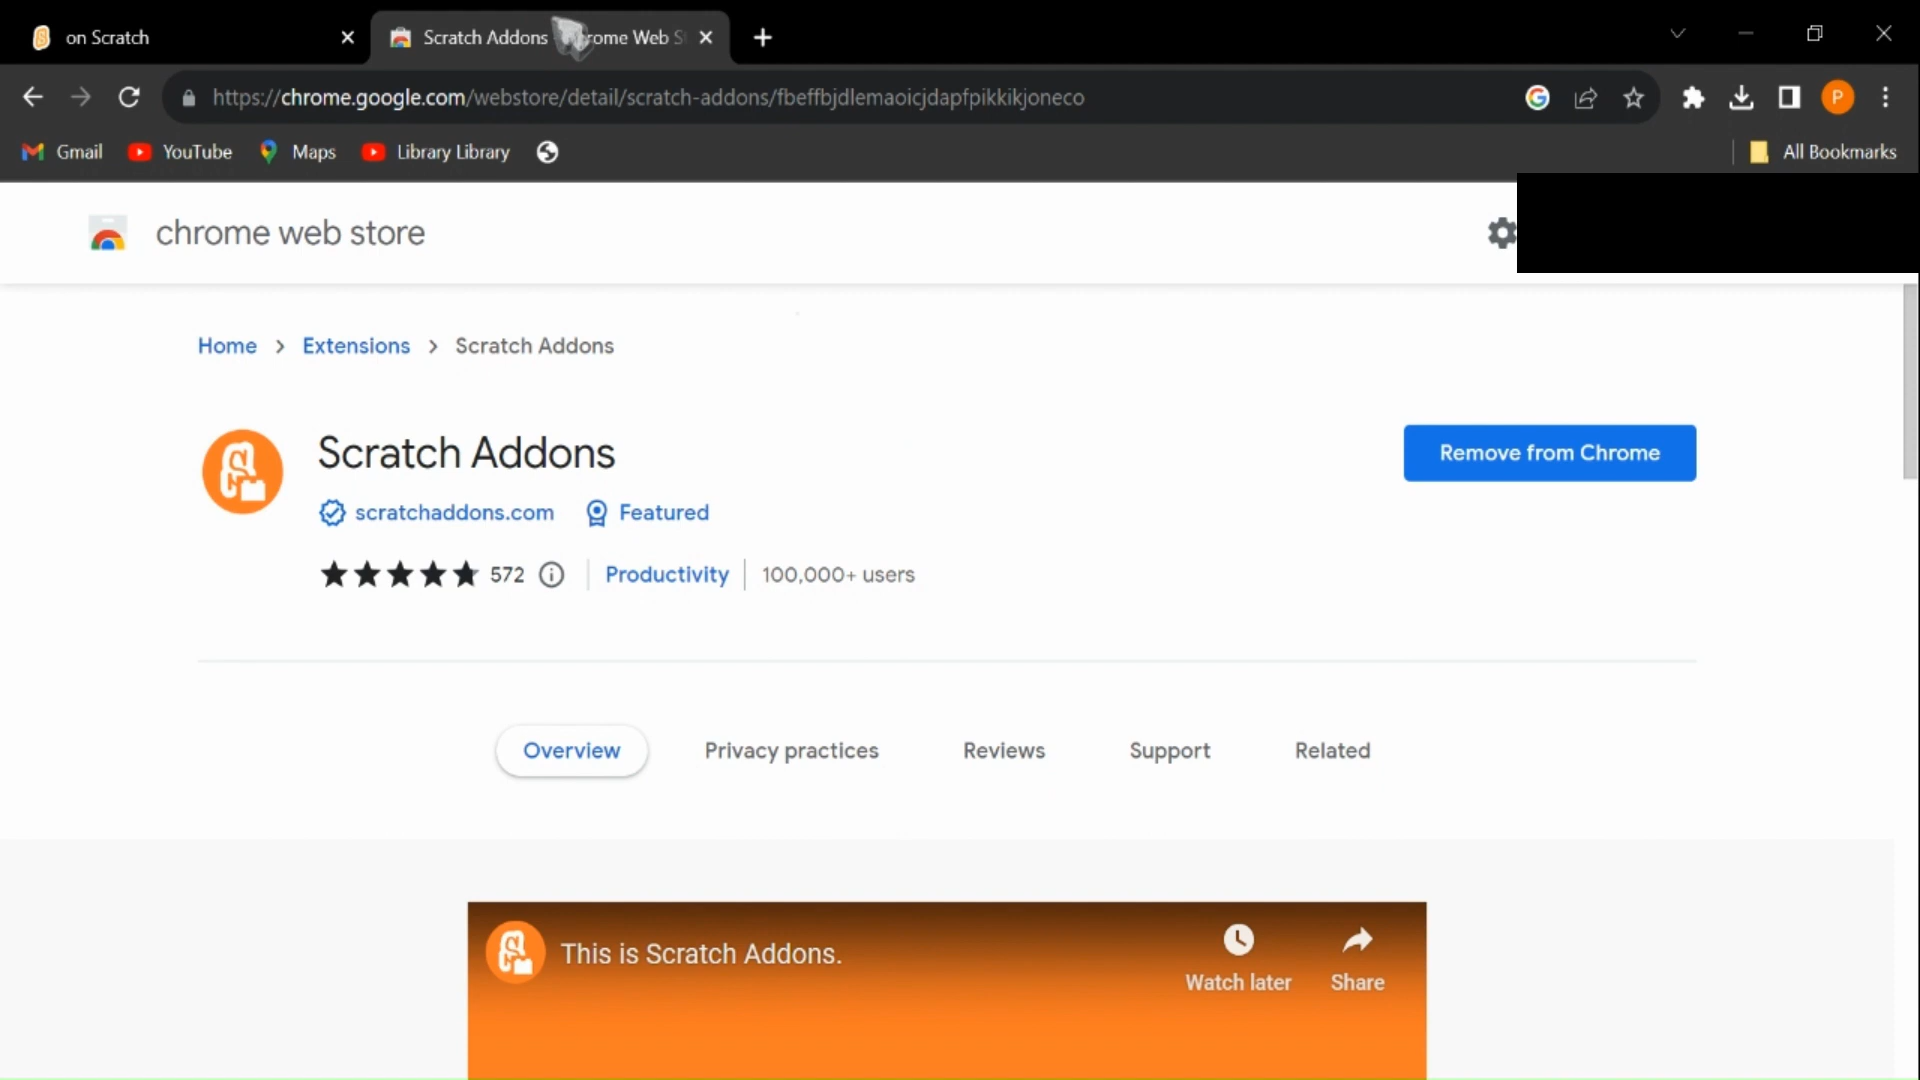 on Scratch
Scratch Addons rome Web S
https://chrome.google.com/webstore/detail/scratch-addons/fbeffbjdlemaoicjdapfpikkikjoneco
P
Gmail YouTube Maps Library Library All Bookmarks
chrome web store
Home > Extensions > Scratch Addons
Scratch Addons
Remove from Chrome
scratchaddons.com Featured
572 Productivity 100,000+ users
Overview Privacy practices Reviews Support Related
This is Scratch Addons.
Watch later Share